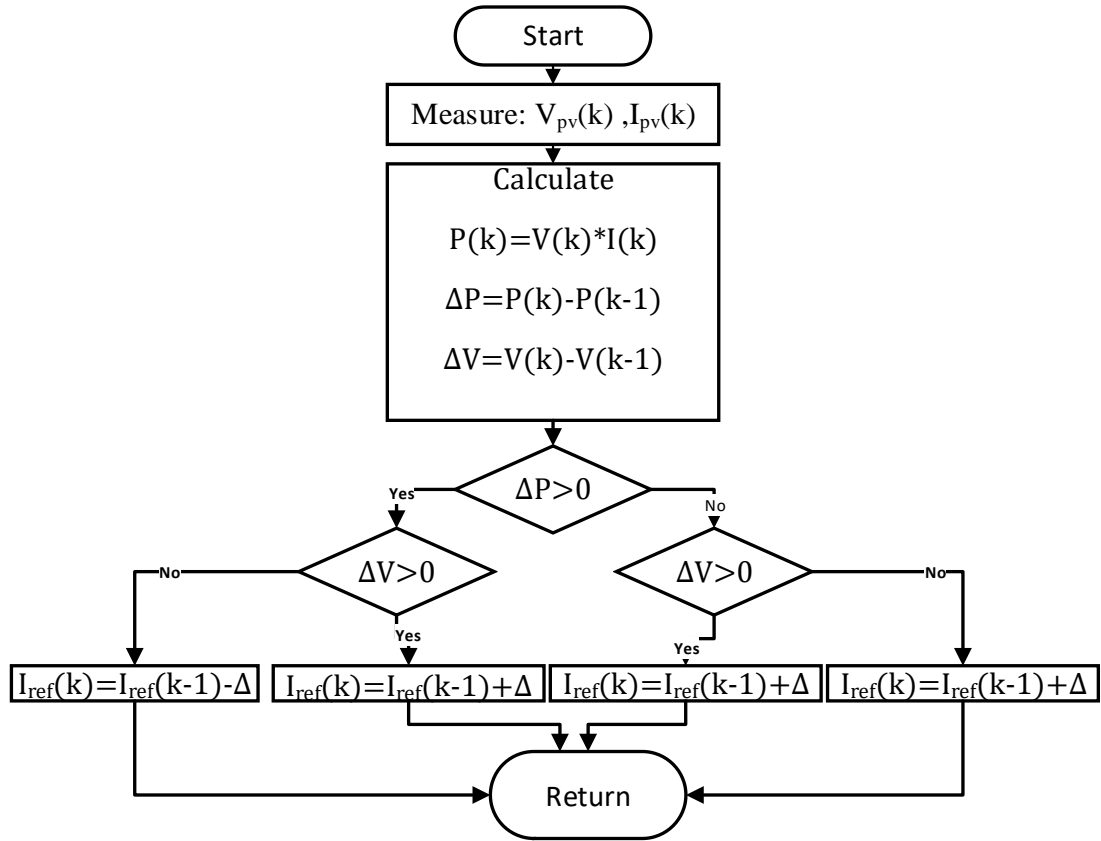 Start
Measure: Vpv(k) ,Ipv(k)
Calculate
P(k)=V(k)*I(k)
ΔP=P(k)-P(k-1)
ΔV=V(k)-V(k-1)
ΔP>0
Yes
No
ΔV>0
ΔV>0
No
Yes
Yes
No
Iref(k)=Iref(k-1)-Δ
Iref(k)=Iref(k-1)+Δ
Iref(k)=Iref(k-1)+Δ
Iref(k)=Iref(k-1)+Δ
Return